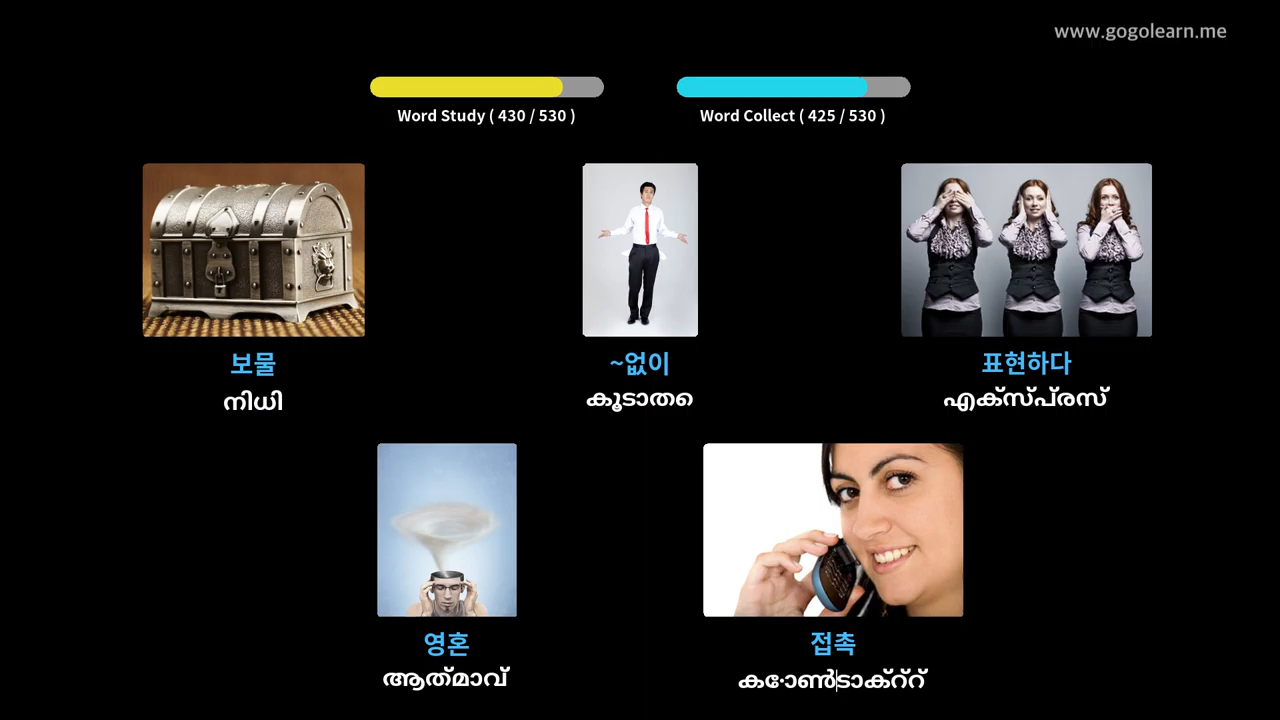 www.gogolearn.me
Word Study ( 430 / 530 )
Word Collect ( 425 / 530 )
보물
നിധി
~없이
കൂടാതെ
표현하다
എക്സ്പ്രസ്
영혼
ആത്മാവ്
접촉
കോൺടാക്റ്റ്